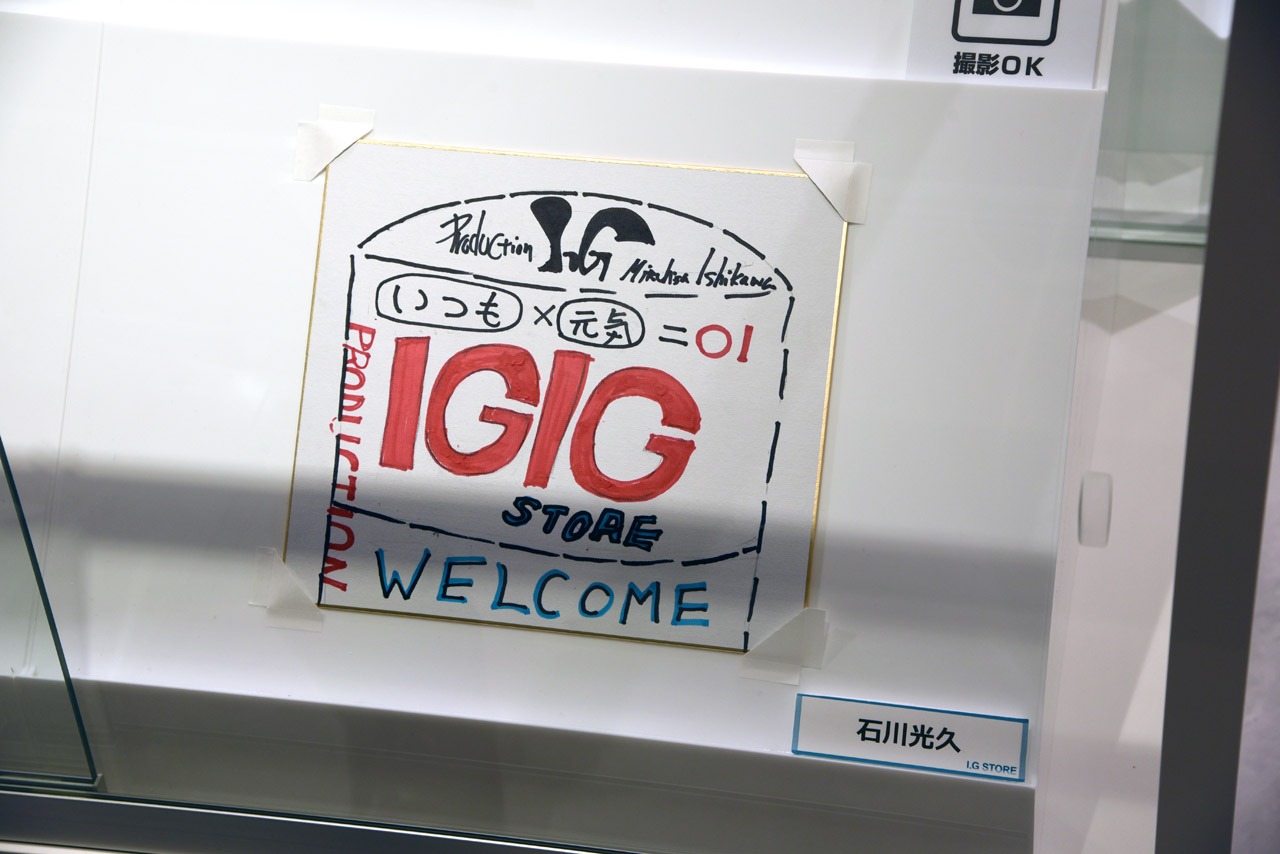 撮影OK
Production I.G Mitsuhisa Ishikawa
いつも×元気=01
IGIG
PRODUCTION
STORE
WELCOME
石川光久
I.G STORE